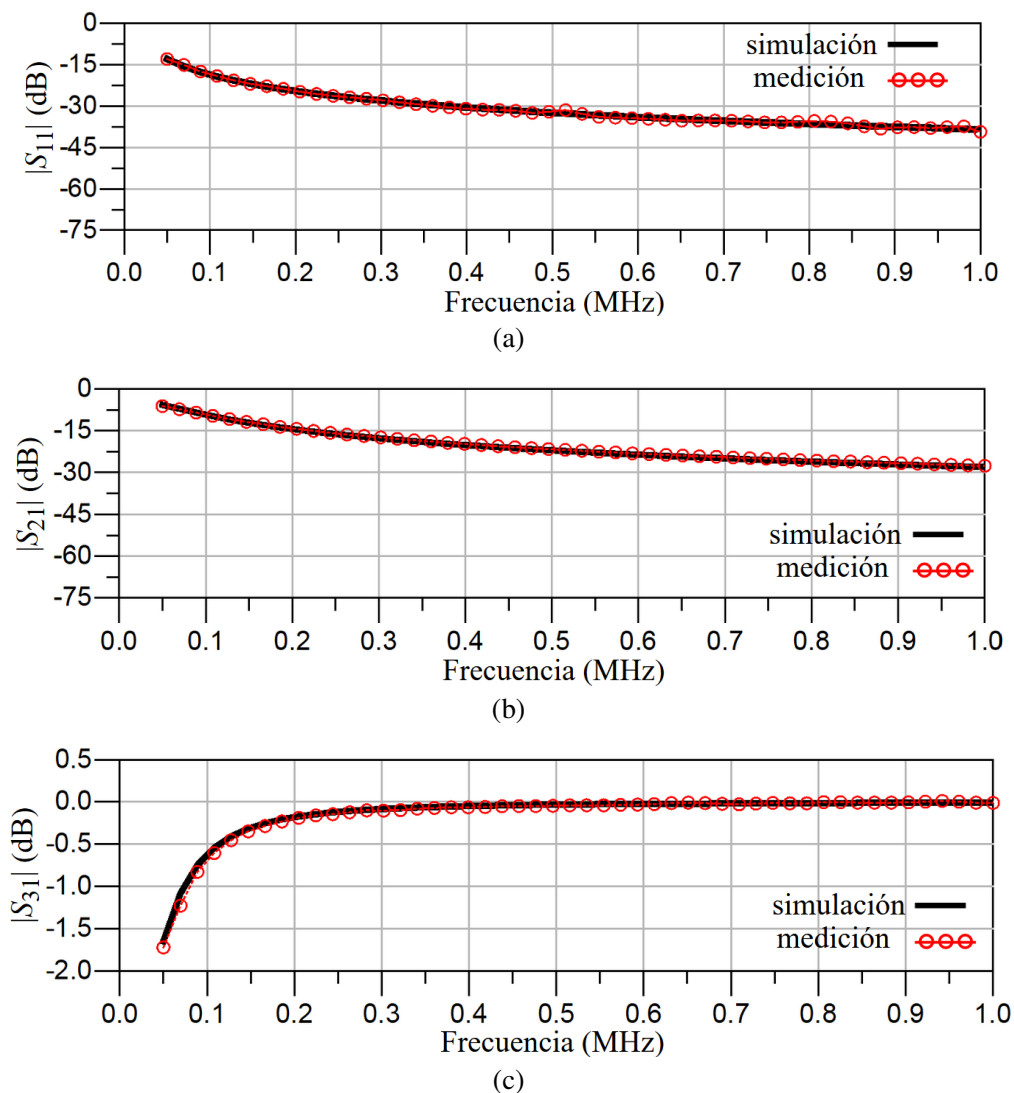 0
-15
-30
-45
-60
-75
|S11| (dB)
simulación
medición
0.0 0.1 0.2 0.3 0.4 0.5 0.6 0.7 0.8 0.9 1.0
Frecuencia (MHz)
(a)
0
-15
-30
-45
-60
-75
|S21| (dB)
simulación
medición
0.0 0.1 0.2 0.3 0.4 0.5 0.6 0.7 0.8 0.9 1.0
Frecuencia (MHz)
(b)
0.5
0.0
-0.5
-1.0
-1.5
-2.0
|S31| (dB)
simulación
medición
0.0 0.1 0.2 0.3 0.4 0.5 0.6 0.7 0.8 0.9 1.0
Frecuencia (MHz)
(c)